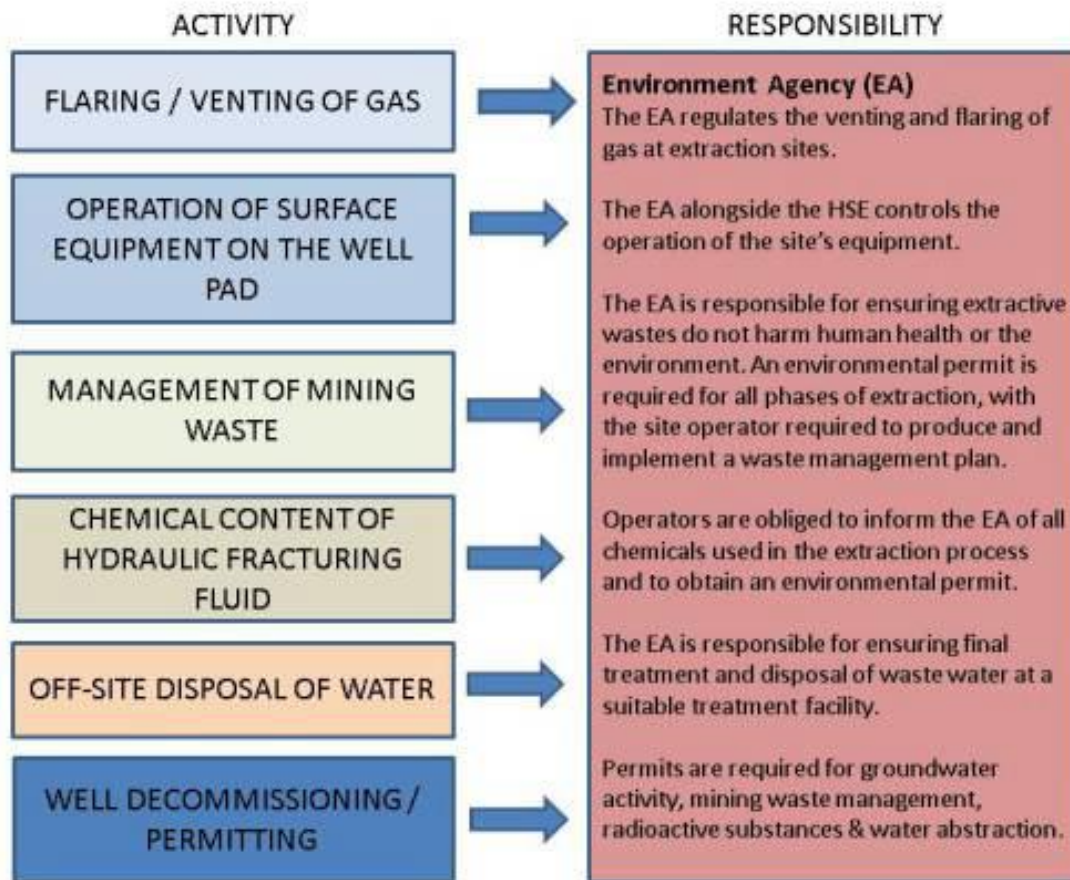 ACTIVITY
RESPONSIBILITY
FLARING / VENTING OF GAS
OPERATION OF SURFACE
EQUIPMENT ON THE WELL
PAD
MANAGEMENT OF MINING
WASTE
CHEMICAL CONTENT OF
HYDRAULIC FRACTURING
FLUID
OFF-SITE DISPOSAL OF WATER
WELL DECOMMISSIONING /
PERMITTING
Environment Agency (EA)
The EA regulates the venting and flaring of
gas at extraction sites.
The EA alongside the HSE controls the
operation of the site's equipment.
The EA is responsible for ensuring extractive
wastes do not harm human health or the
environment. An environmental permit is
required for all phases of extraction, with
the site operator required to produce and
implement a waste management plan.
Operators are obliged to inform the EA of all
chemicals used in the extraction process
and to obtain an environmental permit.
The EA is responsible for ensuring final
treatment and disposal of waste water at a
suitable treatment facility.
Permits are required for groundwater
activity, mining waste management,
radioactive substances & water abstraction.